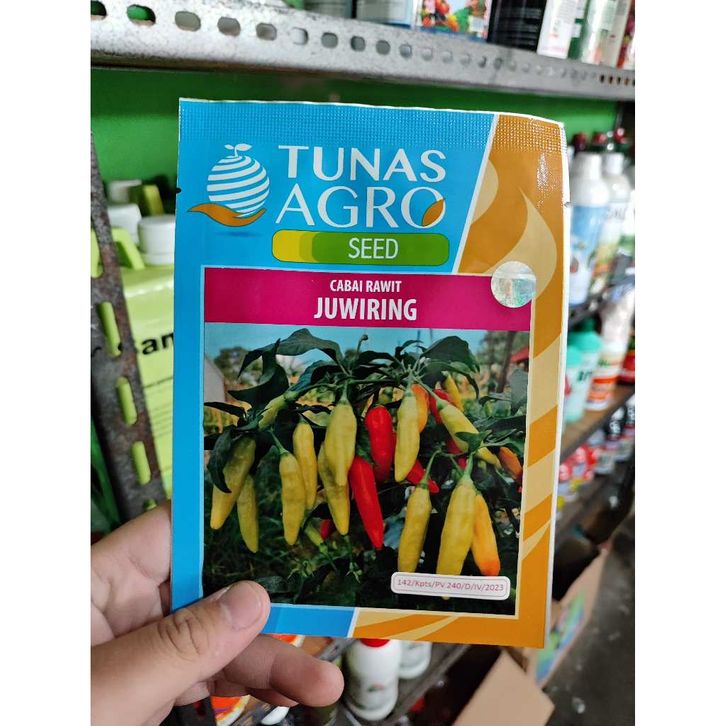 TUNAS
AGRO
SEED
CABAI RAWIT
JUWIRING
142/Kpts/PV.240/D/IV/2023